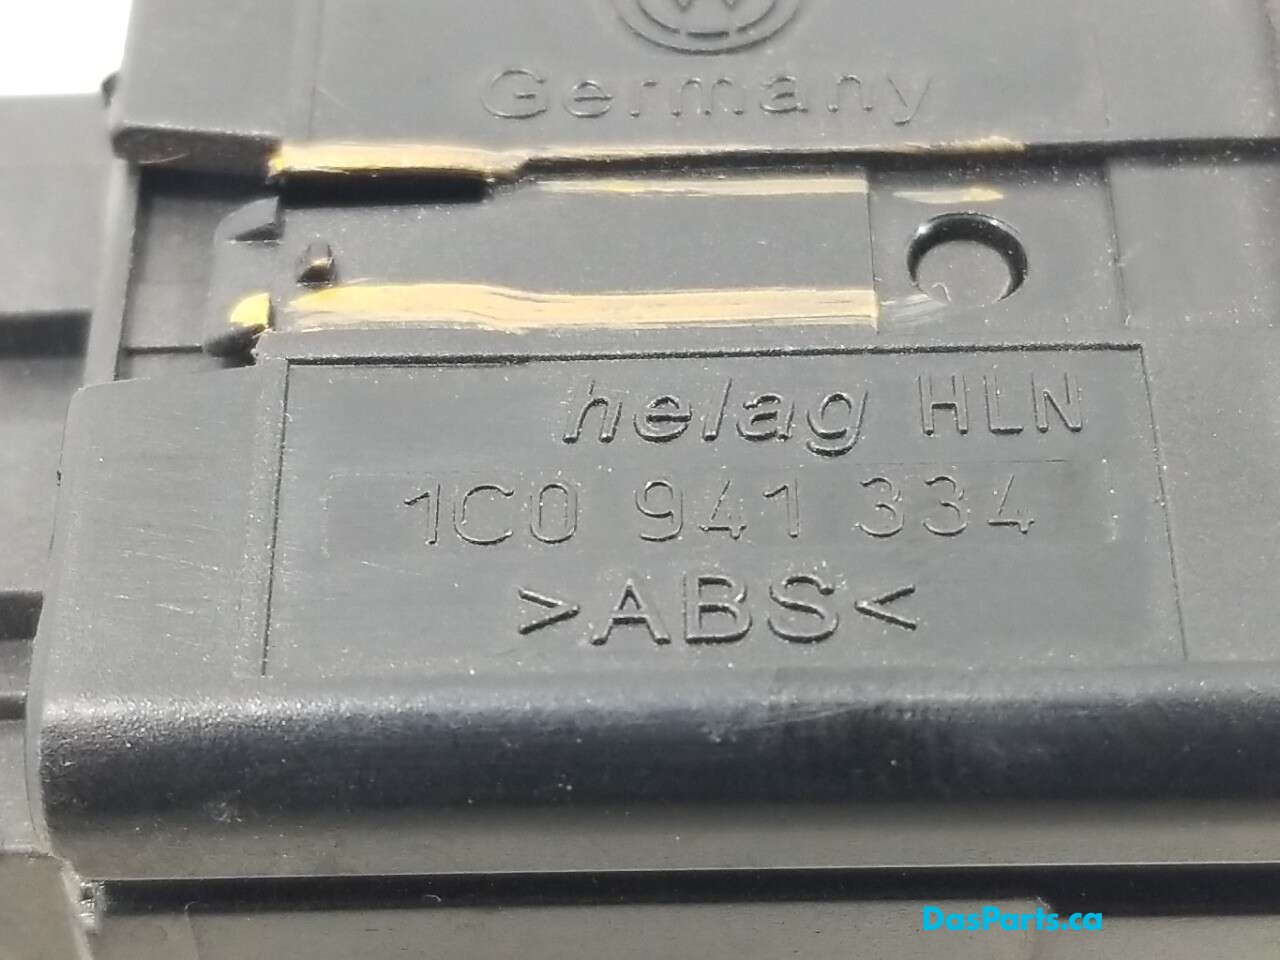 Germany
helag HLN
1C0 941 334
>ABS<
DasParts.ca